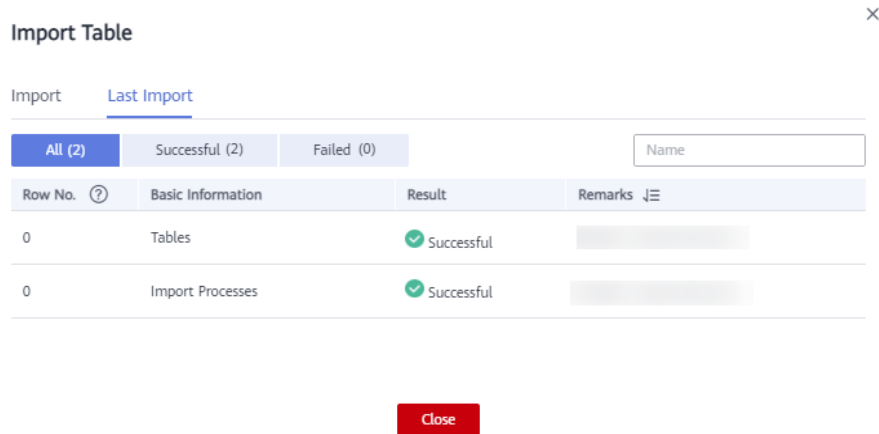 Import Table
Import Last Import
All (2) Successful (2) Failed (0) Name
Row No. Basic Information Result Remarks
0 Tables Successful
0 Import Processes Successful
Close